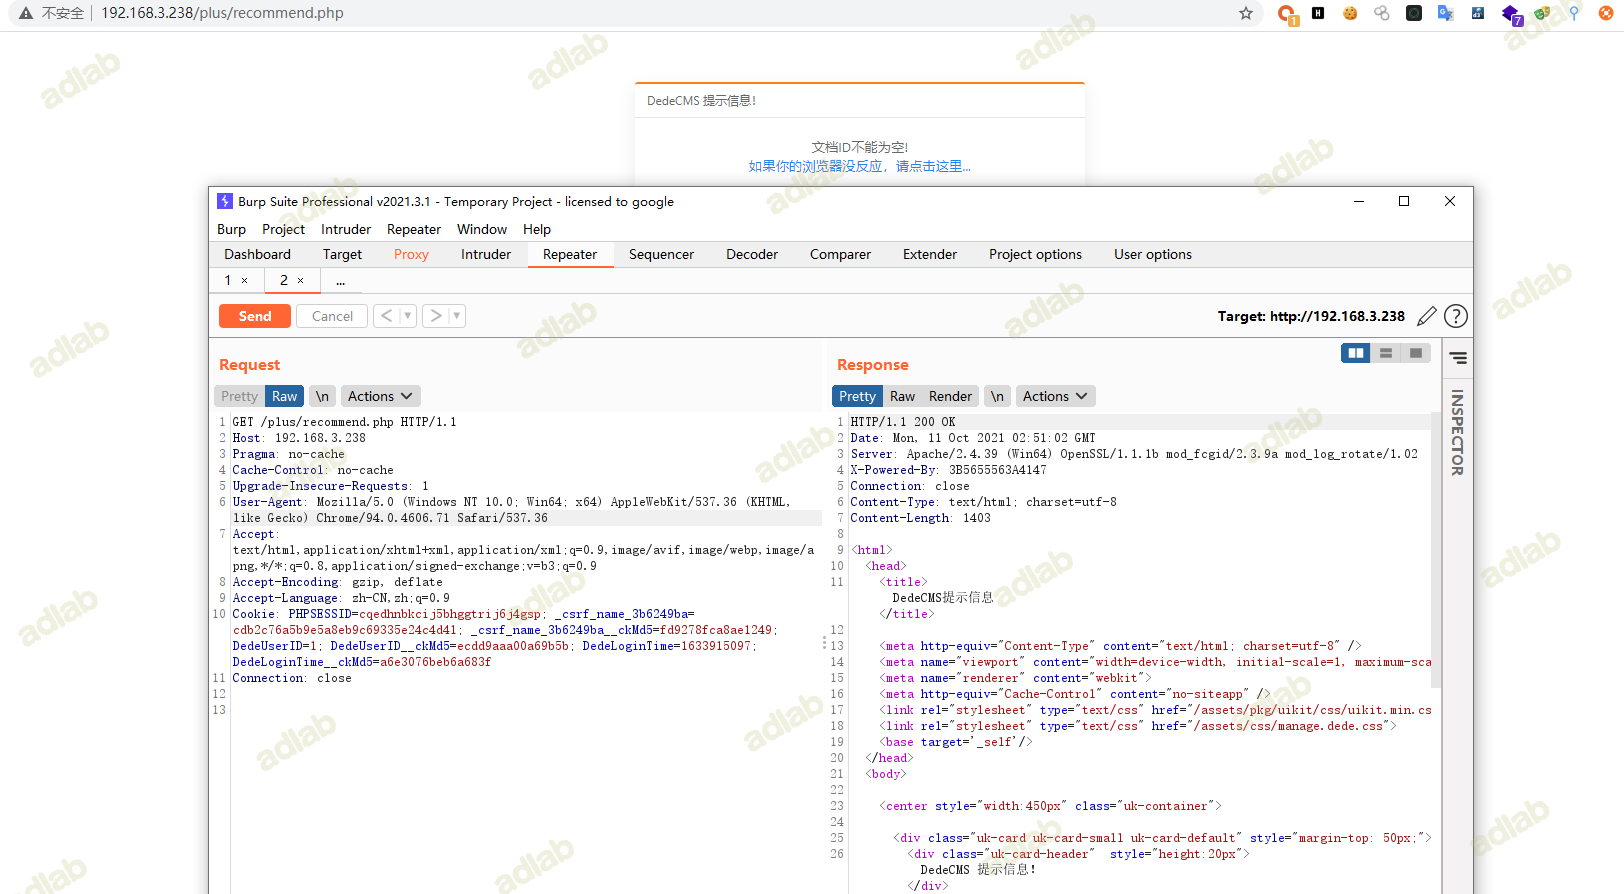 不安全 192.168.3.238/plus/recommend.php
DedeCMS 提示信息!
文档ID不能为空!
如果你的浏览器没反应，请点击这里...
Burp Suite Professional v2021.3.1 - Temporary Project - licensed to google
Burp Project Intruder Repeater Window Help
Dashboard Target Proxy Intruder Repeater Sequencer Decoder Comparer Extender Project options User options
1 × 2 × ...
Send Cancel < > Target: http://192.168.3.238
Request
Pretty Raw \n Actions
1 GET /plus/recommend.php HTTP/1.1
2 Host: 192.168.3.238
3 Pragma: no-cache
4 Cache-Control: no-cache
5 Upgrade-Insecure-Requests: 1
6 User-Agent: Mozilla/5.0 (Windows NT 10.0; Win64; x64) AppleWebKit/537.36 (KHTML,
like Gecko) Chrome/94.0.4606.71 Safari/537.36
7 Accept:
text/html,application/xhtml+xml,application/xml;q=0.9,image/avif,image/webp,image/a
png,*/*;q=0.8,application/signed-exchange;v=b3;q=0.9
8 Accept-Encoding: gzip, deflate
9 Accept-Language: zh-CN,zh;q=0.9
10 Cookie: PHPSESSID=cqedhnbkcij5bhggtrij6j4gsp; _csrf_name_3b6249ba=
cdb2c76a5b9e5a8eb9c69335e24c4d41; _csrf_name_3b6249ba__ckMd5=fd9278fca8ae1249;
DedeUserID=1; DedeUserID__ckMd5=ecdd9aaa00a69b5b; DedeLoginTime=1633915097;
DedeLoginTime__ckMd5=a6e3076beb6a683f
11 Connection: close
12
13
Response
Pretty Raw Render \n Actions
1 HTTP/1.1 200 OK
2 Date: Mon, 11 Oct 2021 02:51:02 GMT
3 Server: Apache/2.4.39 (Win64) OpenSSL/1.1.1b mod_fcgid/2.3.9a mod_log_rotate/1.02
4 X-Powered-By: 3B5655563A4147
5 Connection: close
6 Content-Type: text/html; charset=utf-8
7 Content-Length: 1403
8
9 <html>
10 <head>
11 <title>
DedeCMS提示信息
</title>
12
13 <meta http-equiv="Content-Type" content="text/html; charset=utf-8" />
14 <meta name="viewport" content="width=device-width, initial-scale=1, maximum-sca
15 <meta name="renderer" content="webkit">
16 <meta http-equiv="Cache-Control" content="no-siteapp" />
17 <link rel="stylesheet" type="text/css" href="/assets/pkg/uikit/css/uikit.min.cs
18 <link rel="stylesheet" type="text/css" href="/assets/css/manage.dede.css">
19 <base target='_self'/>
20 </head>
21 <body>
22
23 <center style="width:450px" class="uk-container">
24
25 <div class="uk-card uk-card-small uk-card-default" style="margin-top: 50px;">
26 <div class="uk-card-header" style="height:20px">
DedeCMS 提示信息!
</div>
INSPECTOR
adlab